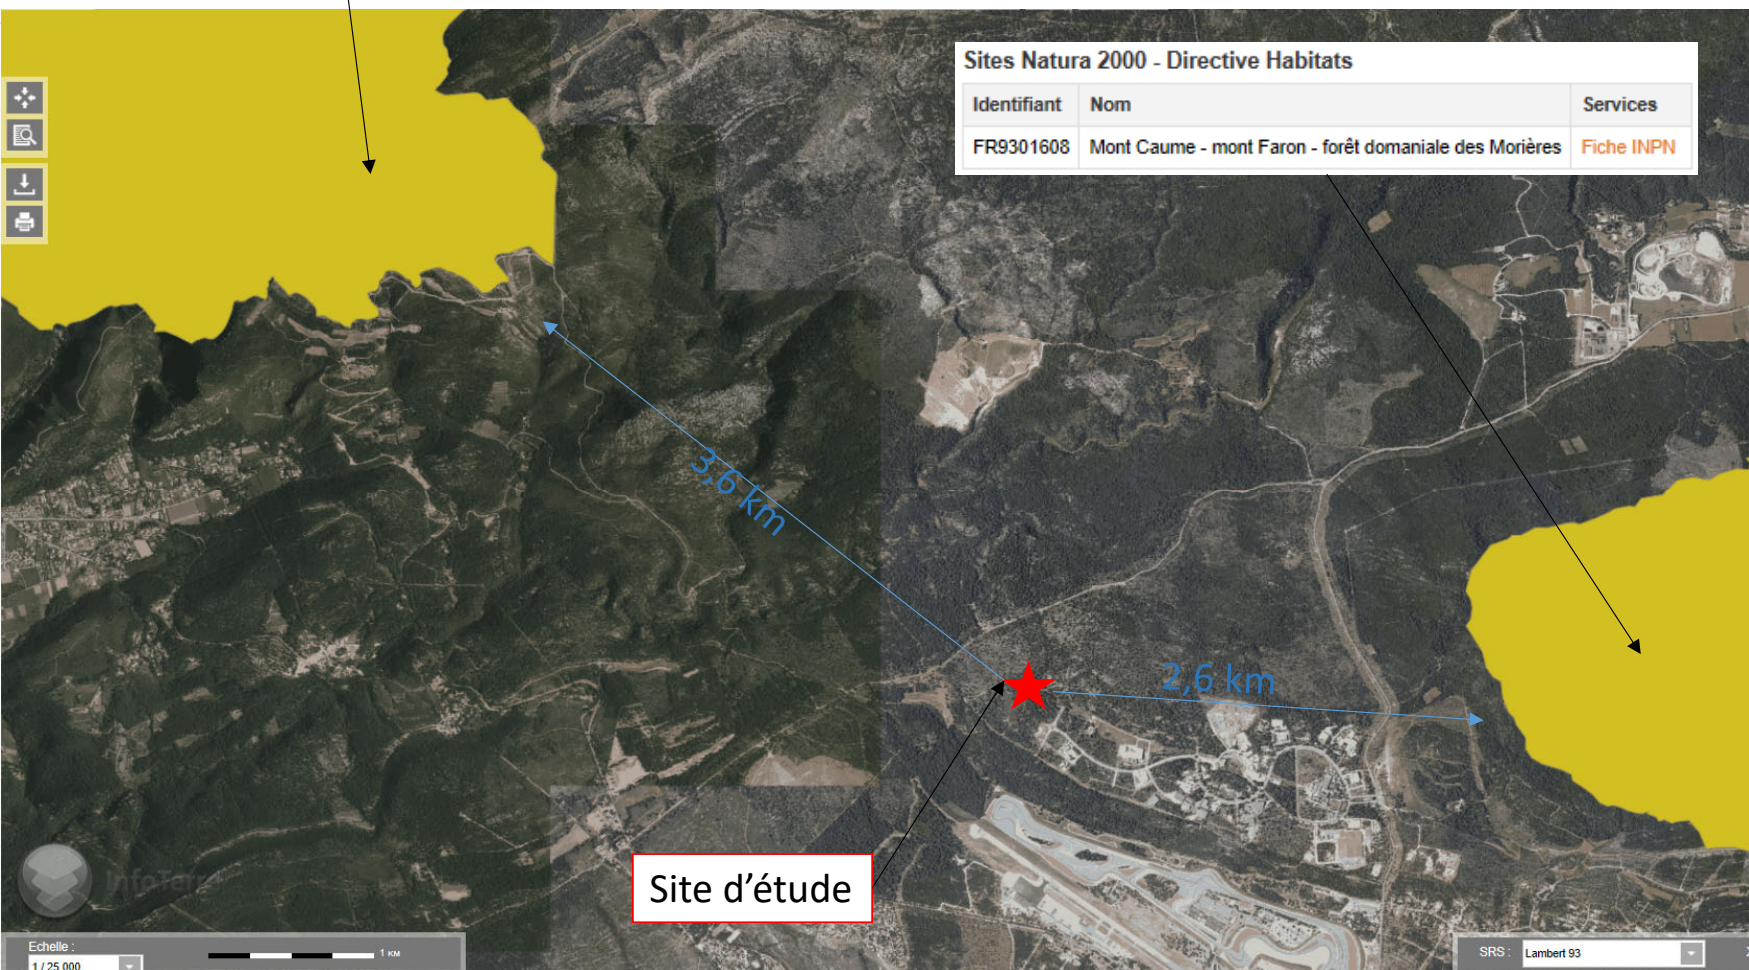 Sites Natura 2000 - Directive Habitats
Identifiant Nom Services
FR9301608 Mont Caume - mont Faron - forêt domaniale des Morières Fiche INPN
3,6 km
2,6 km
Site d’étude
InfoTerre
Echelle :
1 KM
1 / 25 000
SRS : Lambert 93